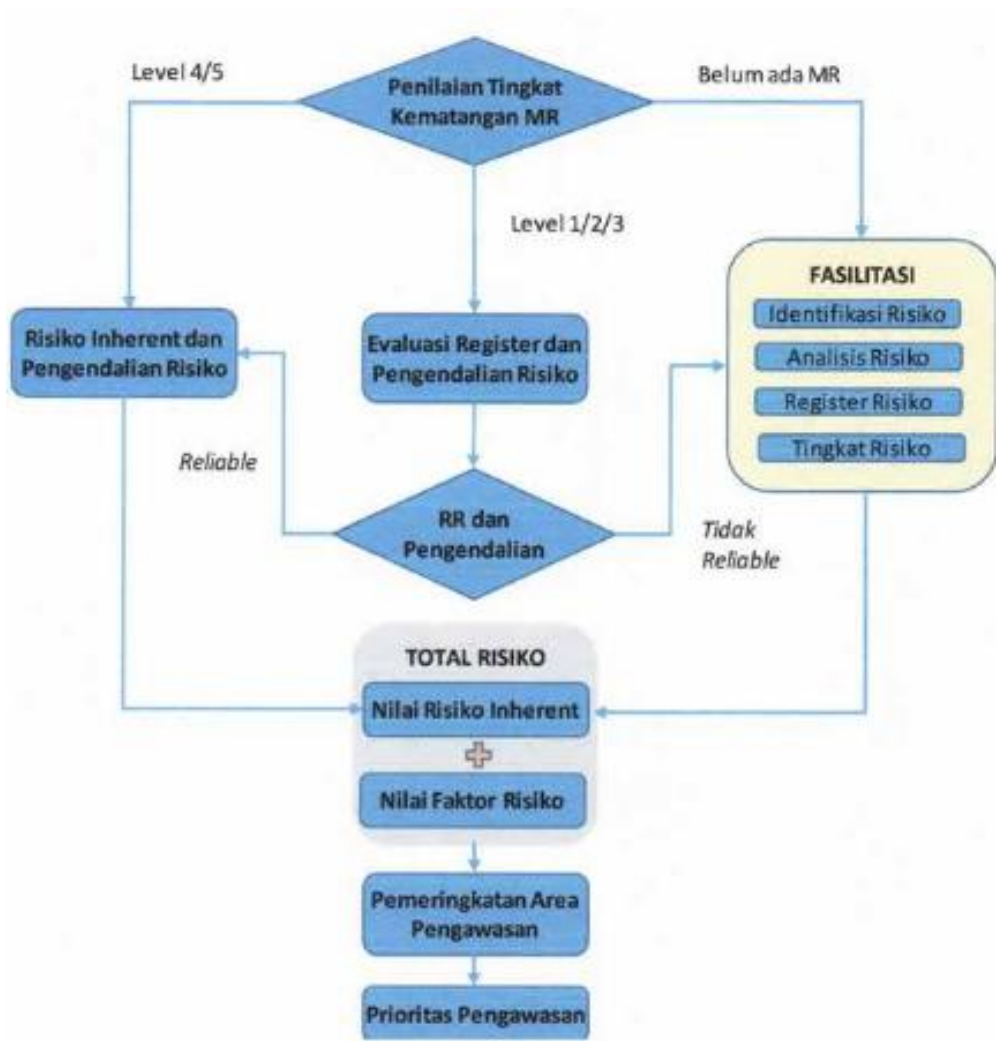 Level 4/5
Penilaian Tingkat
Kematangan MR
Belum ada MR
Level 1/2/3
FASILITASI
Identifikasi Risiko
Analisis Risiko
Register Risiko
Tingkat Risiko
Risiko Inherent dan
Pengendalian Risiko
Evaluasi Register dan
Pengendalian Risiko
Reliable
RR dan
Pengendalian
Tidak
Reliable
TOTAL RISIKO
Nilai Risiko Inherent
Nilai Faktor Risiko
Pemeringkatan Area
Pengawasan
Prioritas Pengawasan